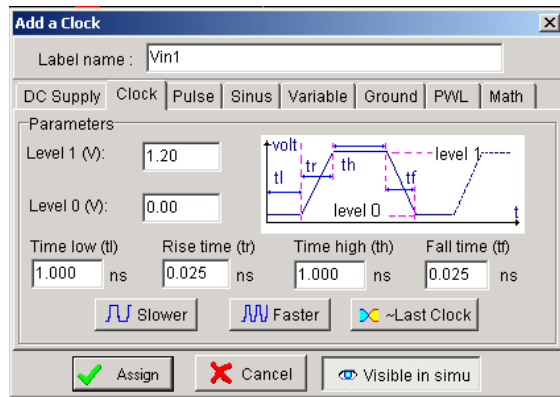 Add a Clock
Label name : Vin1
DC Supply Clock Pulse Sinus Variable Ground PWL Math
Parameters
Level 1 (V): 1.20
Level 0 (V): 0.00
volt
tl tr th tf level 1
level 0
t
Time low (tl) Rise time (tr) Time high (th) Fall time (tf)
1.000 ns 0.025 ns 1.000 ns 0.025 ns
Slower Faster ~Last Clock
Assign Cancel Visible in simu